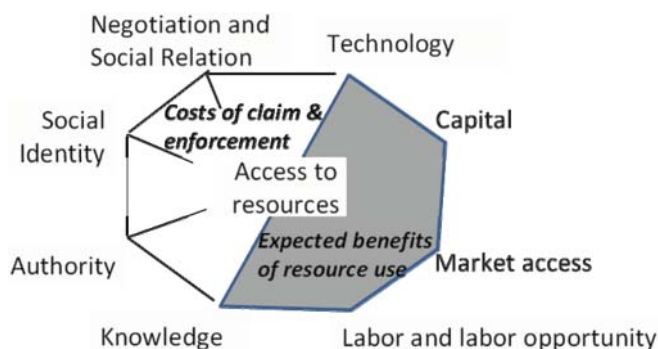 Negotiation and
Social Relation
Technology
Costs of claim &
enforcement
Social
Identity
Capital
Access to
resources
Expected benefits
of resource use
Authority
Market access
Knowledge
Labor and labor opportunity